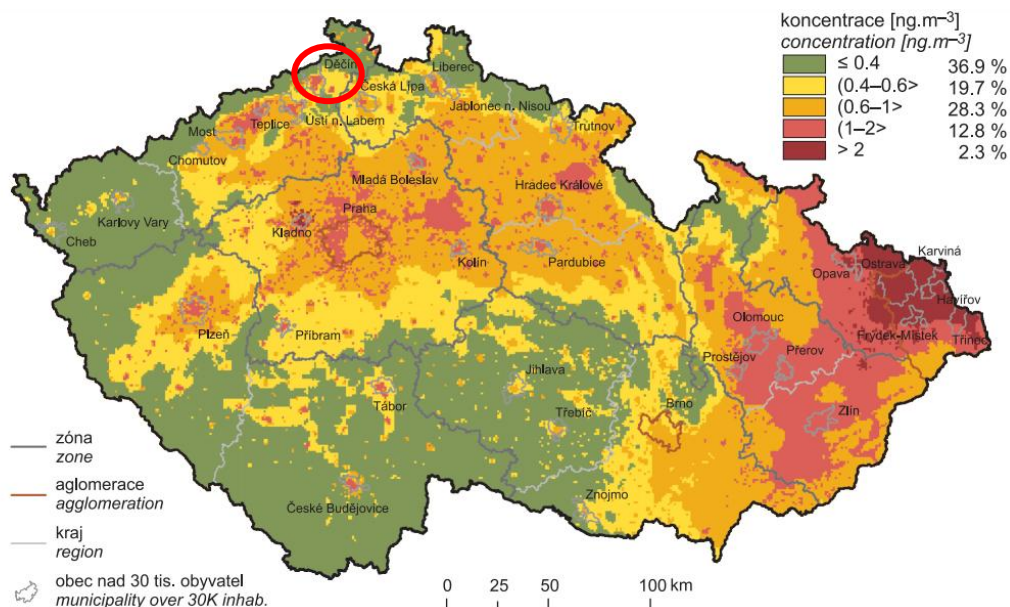 koncentrace [ng.m⁻³]
concentration [ng.m⁻³]
≤ 0.4 36.9 %
(0.4–0.6> 19.7 %
(0.6–1> 28.3 %
(1–2> 12.8 %
> 2 2.3 %
Děčín
Liberec
Česká Lípa
Jablonec n. Nisou
Ústí n. Labem
Teplice
Most
Trutnov
Chomutov
Mladá Boleslav
Hradec Králové
Karlovy Vary
Praha
Kladno
Cheb
Kolín
Pardubice
Karviná
Opava
Ostrava
Havířov
Olomouc
Plzeň
Příbram
Frýdek-Místek
Třinec
Prostějov
Přerov
Jihlava
Tábor
Třebíč
Brno
Zlín
Znojmo
České Budějovice
zóna
zone
aglomerace
agglomeration
kraj
region
obec nad 30 tis. obyvatel
municipality over 30K inhab.
0 25 50 100 km